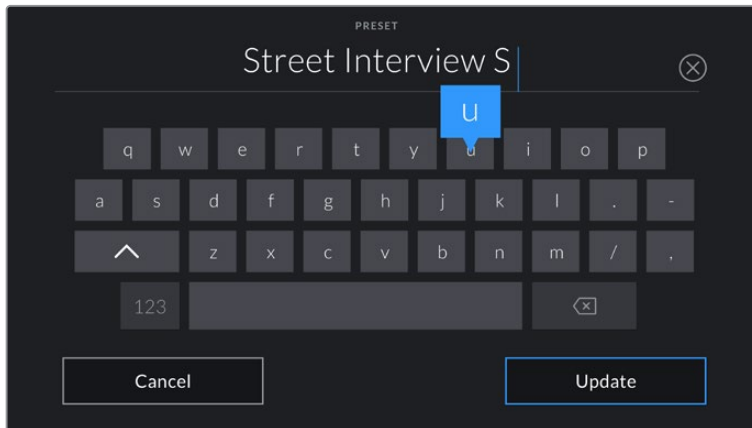 PRESET
Street Interview S
u
q w e r t y u i o p
a s d f g h j k l . -
z x c v b n m / ,
123
Cancel Update